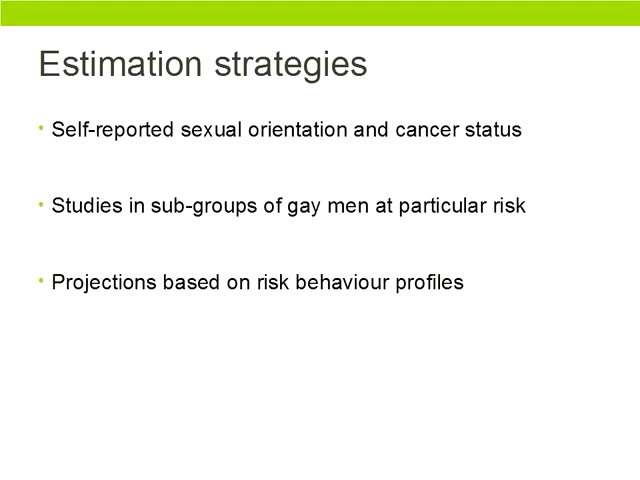 Estimation strategies
• Self-reported sexual orientation and cancer status
• Studies in sub-groups of gay men at particular risk
• Projections based on risk behaviour profiles